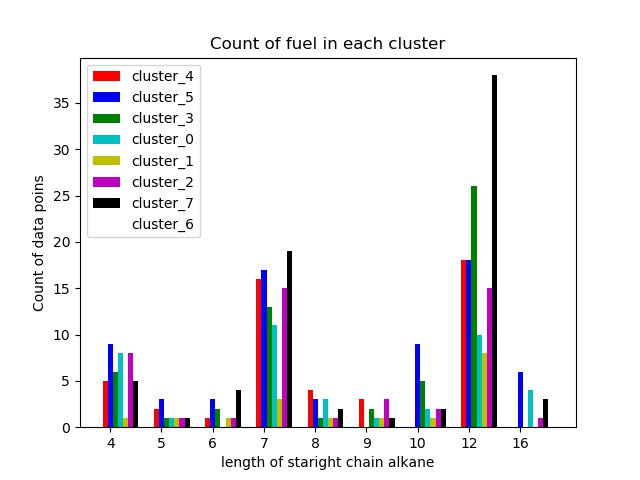 Count of fuel in each cluster
cluster_4
cluster_5
cluster_3
cluster_0
cluster_1
cluster_2
cluster_7
cluster_6
Count of data poins
35
30
25
20
15
10
5
0
4 5 6 7 8 9 10 12 16
length of staright chain alkane